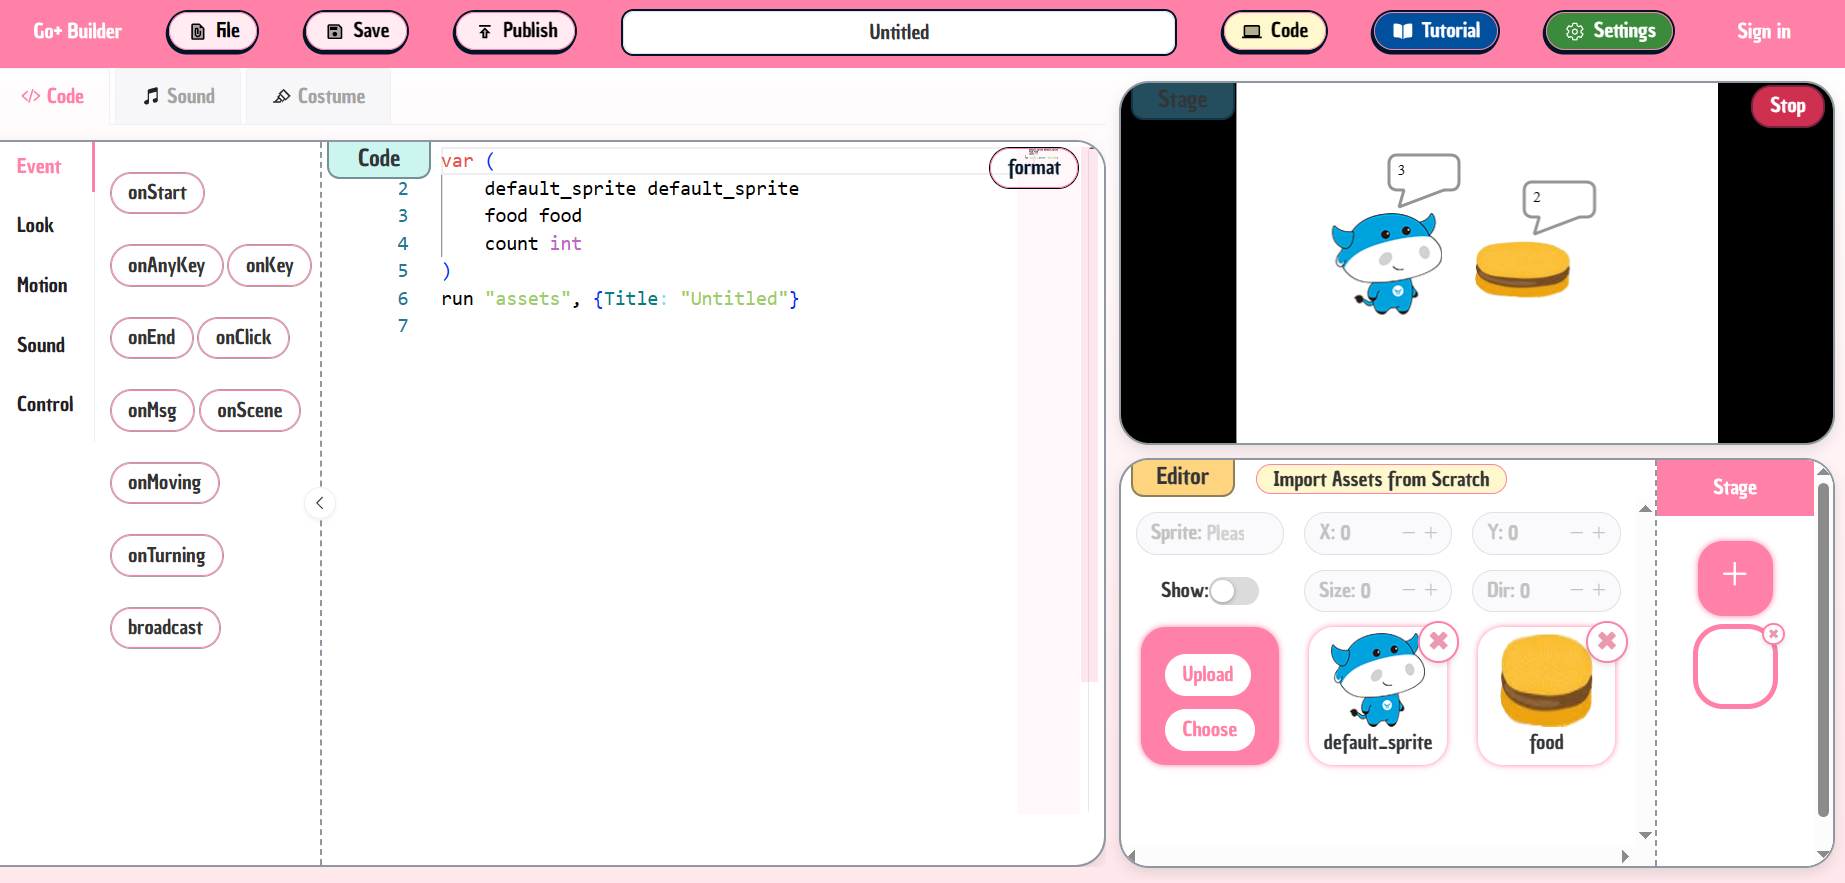 Go+ Builder
File
Save
Publish
Untitled
Code
Tutorial
Settings
Sign in
Code
Sound
Costume
Event
Look
Motion
Sound
Control
onStart
onAnyKey onKey
onEnd onClick
onMsg onScene
onMoving
onTurning
broadcast
Code
format
var (
2 default_sprite default_sprite
3 food food
4 count int
5 )
6 run "assets", {Title: "Untitled"}
7
Stage
Stop
3
2
Editor
Import Assets from Scratch
Stage
Sprite: Pleas
X: 0
Y: 0
Show:
Size: 0
Dir: 0
Upload
Choose
default_sprite
food